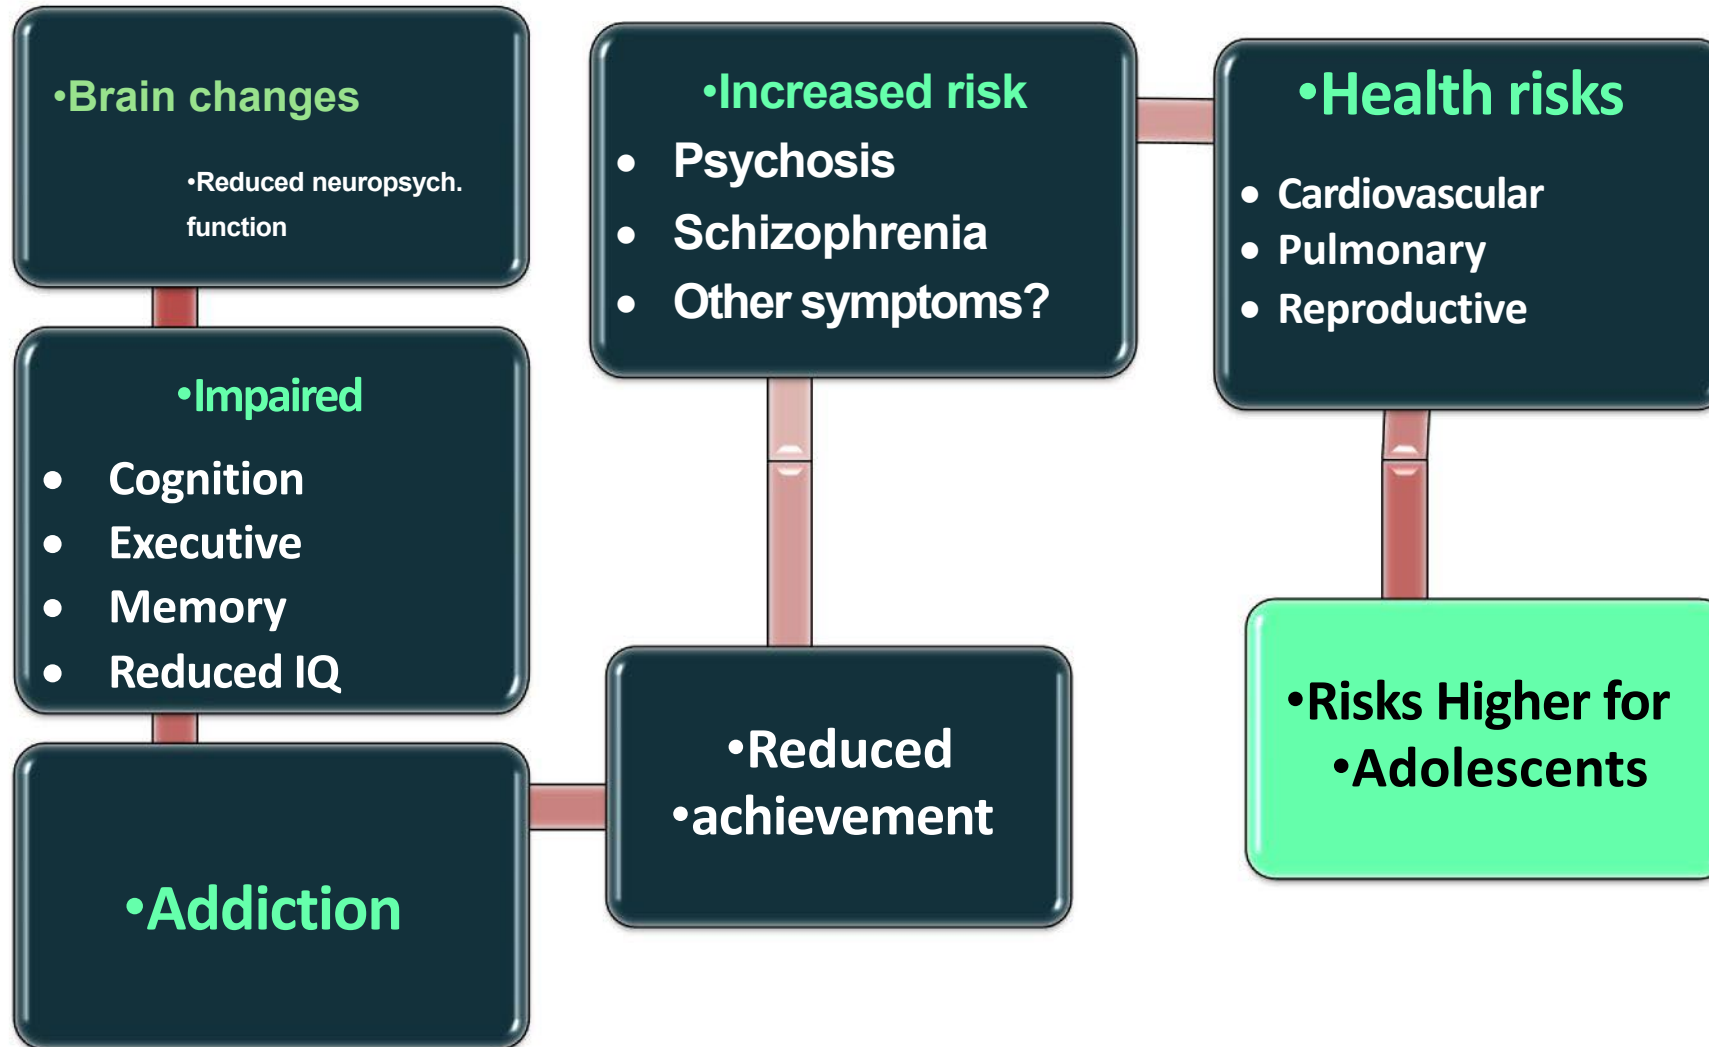 •Brain changes
•Reduced neuropsych.
function
•Impaired
• Cognition
• Executive
• Memory
• Reduced IQ
•Addiction
•Reduced
•achievement
•Increased risk
• Psychosis
• Schizophrenia
• Other symptoms?
•Health risks
• Cardiovascular
• Pulmonary
• Reproductive
•Risks Higher for
•Adolescents